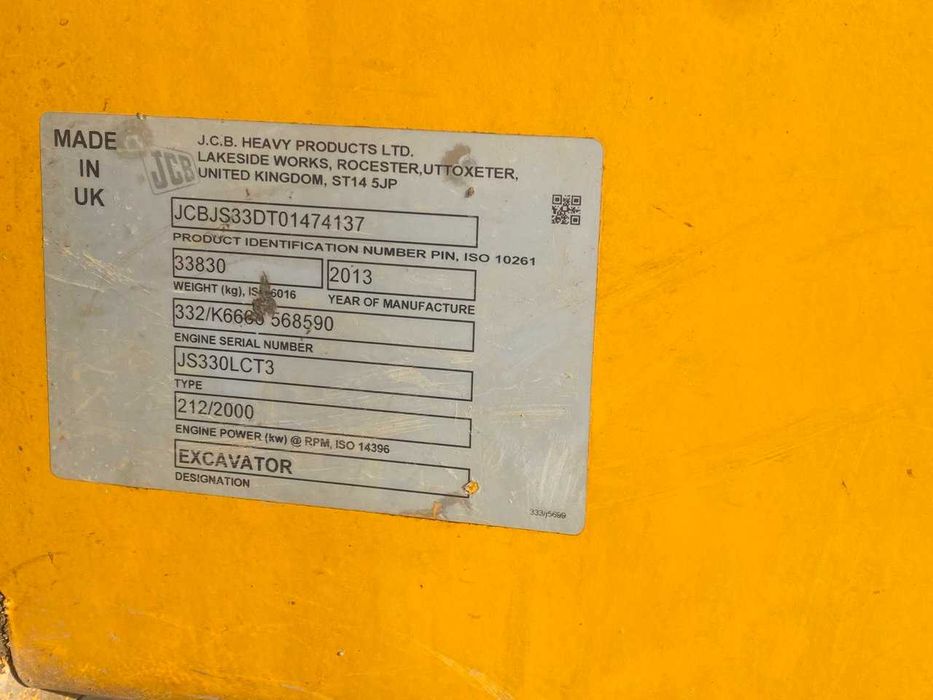 MADE
IN
UK
JCB
J.C.B. HEAVY PRODUCTS LTD.
LAKESIDE WORKS, ROCESTER,UTTOXETER,
UNITED KINGDOM, ST14 5JP
JCBJS33DT01474137
PRODUCT IDENTIFICATION NUMBER PIN, ISO 10261
33830
2013
WEIGHT (kg), 6016
YEAR OF MANUFACTURE
568590
ENGINE SERIAL NUMBER
JS330LCT3
TYPE
212/2000
ENGINE POWER (kw) @ RPM, ISO 14396
EXCAVATOR
DESIGNATION